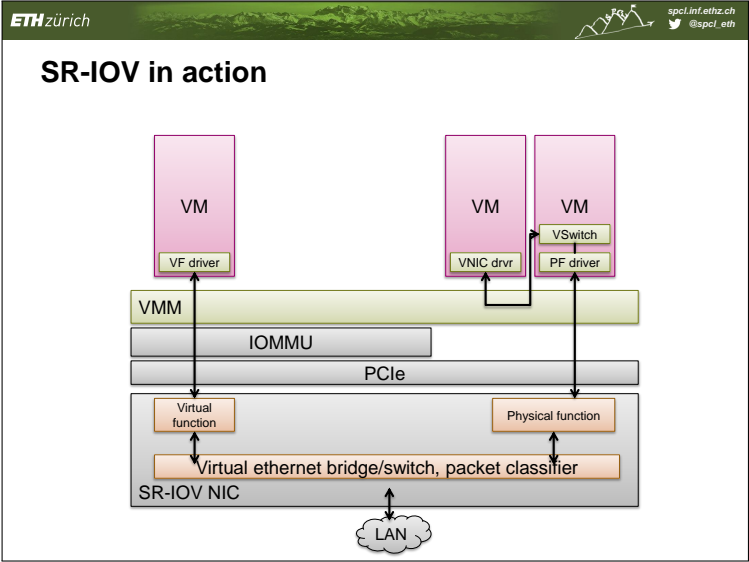 ETH zürich
spcl.inf.ethz.ch
@spcl_eth
SR-IOV in action
VM
VM
VM
VSwitch
VF driver
VNIC drvr
PF driver
VMM
IOMMU
PCIe
Virtual
function
Physical function
Virtual ethernet bridge/switch, packet classifier
SR-IOV NIC
LAN